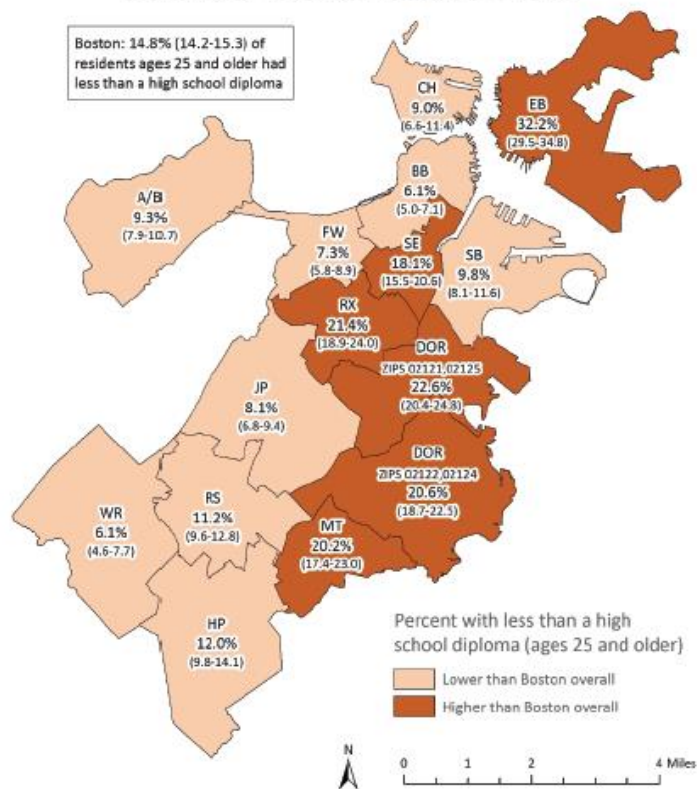 Boston: 14.8% (14.2-15.3) of
residents ages 25 and older had
less than a high school diploma
CH
9.0%
(6.6-11.4)
EB
32.2%
(29.5-34.8)
A/BI
9.3%
(7.9-10.7)
BB
6.1%
(5.0-7.1)
FW
7.3%
(5.8-8.9)
SE
18.1%
(15.5-20.6)
SB
9.8%
(8.1-11.6)
RX
21.4%
(18.9-24.0)
DOR
ZIPS 02121,02125
22.6%
(20.4-24.8)
JP
8.1%
(6.8-9.4)
DOR
ZIPS 02122,02124
20.6%
(18.7-22.5)
WR
6.1%
(4.6-7.7)
RS
11.2%
(9.6-12.8)
MT
20.2%
(17.4-23.0)
HP
12.0%
(9.8-14.1)
Percent with less than a high
school diploma (ages 25 and older)
Lower than Boston overall
Higher than Boston overall
N
0 1 2 4 Miles